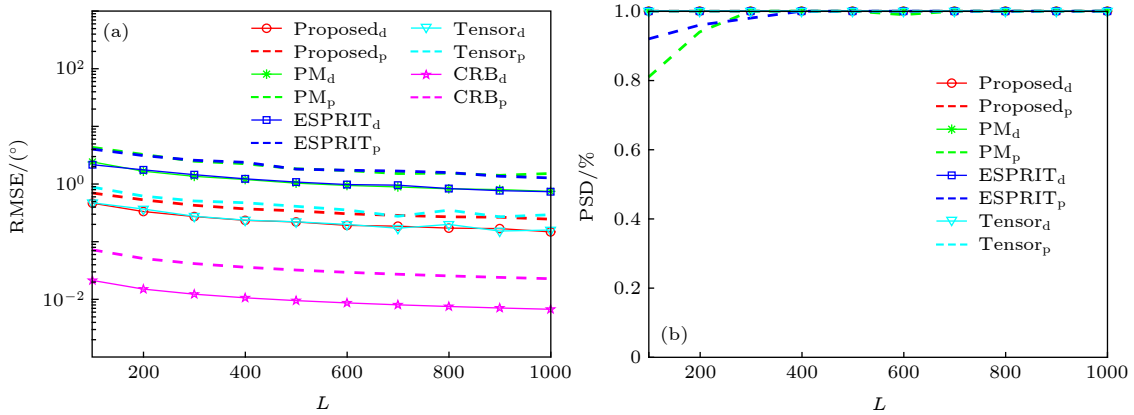 (a)
Proposed_d
Proposed_p
PM_d
PM_p
ESPRIT_d
ESPRIT_p
Tensor_d
Tensor_p
CRB_d
CRB_p
RMSE/(°)
10^2
10^0
10^−2
200 400 600 800 1000
L
1.0
0.8
0.6
0.4
0.2
0
PSD/%
Proposed_d
Proposed_p
PM_d
PM_p
ESPRIT_d
ESPRIT_p
Tensor_d
Tensor_p
(b)
200 400 600 800 1000
L